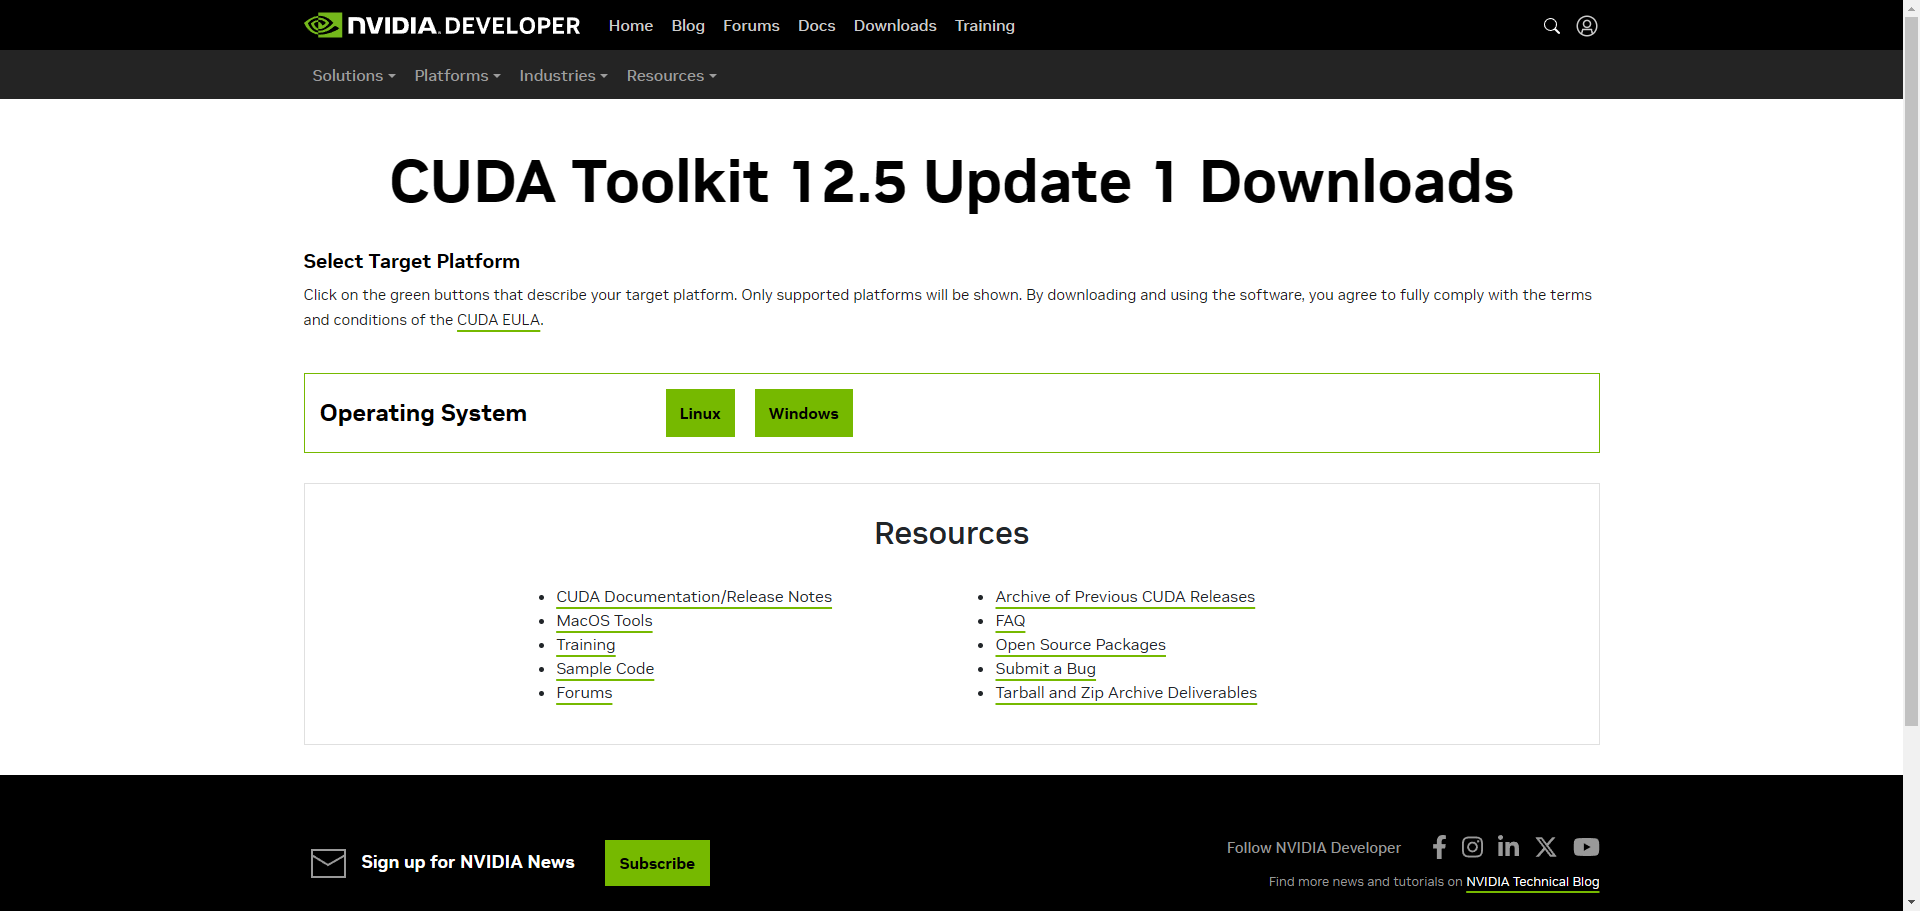 NVIDIA. DEVELOPER Home Blog Forums Docs Downloads Training
Solutions Platforms Industries Resources
CUDA Toolkit 12.5 Update 1 Downloads
Select Target Platform
Click on the green buttons that describe your target platform. Only supported platforms will be shown. By downloading and using the software, you agree to fully comply with the terms
and conditions of the CUDA EULA.
Operating System Linux Windows
Resources
CUDA Documentation/Release Notes
MacOS Tools
Training
Sample Code
Forums
Archive of Previous CUDA Releases
FAQ
Open Source Packages
Submit a Bug
Tarball and Zip Archive Deliverables
Sign up for NVIDIA News Subscribe
Follow NVIDIA Developer
Find more news and tutorials on NVIDIA Technical Blog